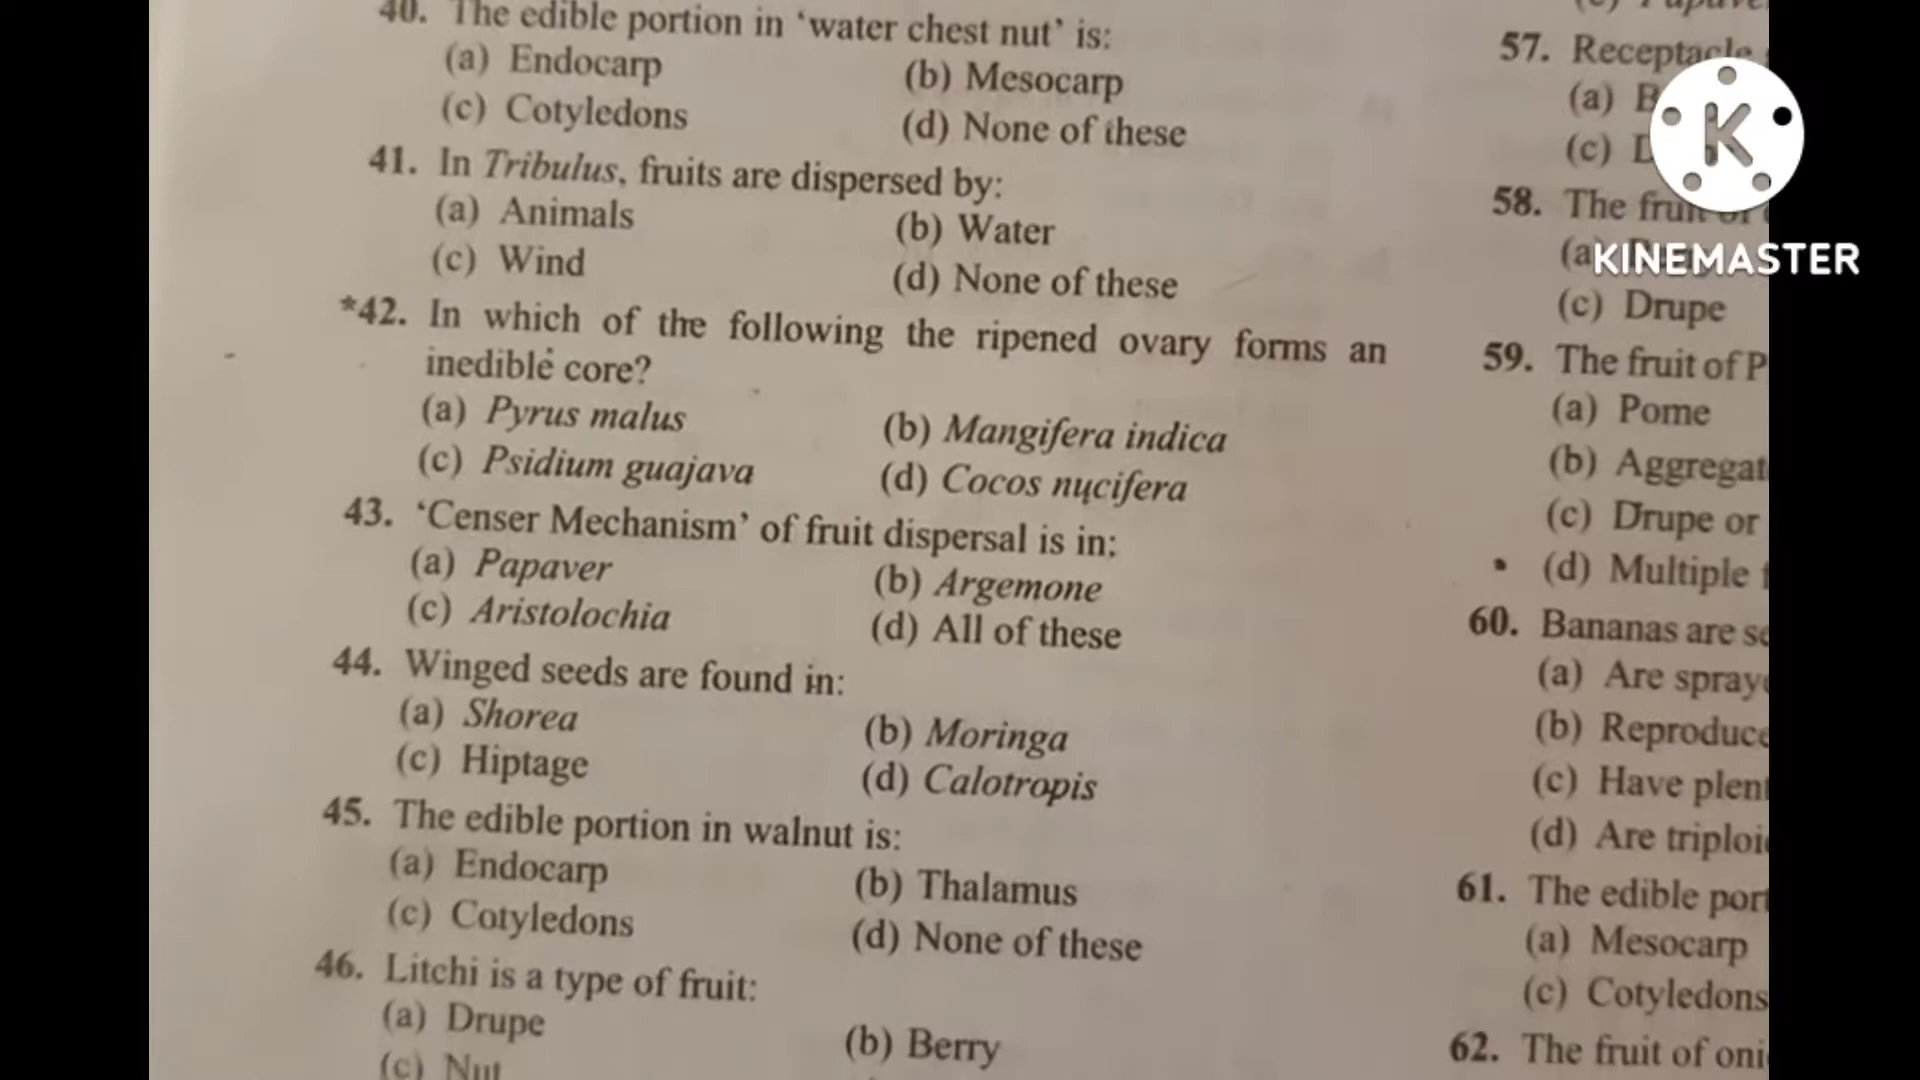 40. The edible portion in ‘water chest nut’ is:
(a) Endocarp (b) Mesocarp
(c) Cotyledons (d) None of these
41. In Tribulus, fruits are dispersed by:
(a) Animals (b) Water
(c) Wind (d) None of these
*42. In which of the following the ripened ovary forms an
inedible core?
(a) Pyrus malus (b) Mangifera indica
(c) Psidium guajava (d) Cocos nucifera
43. ‘Censer Mechanism’ of fruit dispersal is in:
(a) Papaver (b) Argemone
(c) Aristolochia (d) All of these
44. Winged seeds are found in:
(a) Shorea (b) Moringa
(c) Hiptage (d) Calotropis
45. The edible portion in walnut is:
(a) Endocarp (b) Thalamus
(c) Cotyledons (d) None of these
46. Litchi is a type of fruit:
(a) Drupe (b) Berry
(c) Nut
57. Receptacle
(a)
(c)
58. The fruit of
(a)
(c) Drupe
59. The fruit of P
(a) Pome
(b) Aggregat
(c) Drupe or
(d) Multiple
60. Bananas are se
(a) Are spray
(b) Reproduce
(c) Have plent
(d) Are triploi
61. The edible port
(a) Mesocarp
(c) Cotyledons
62. The fruit of oni
K
KINEMASTER